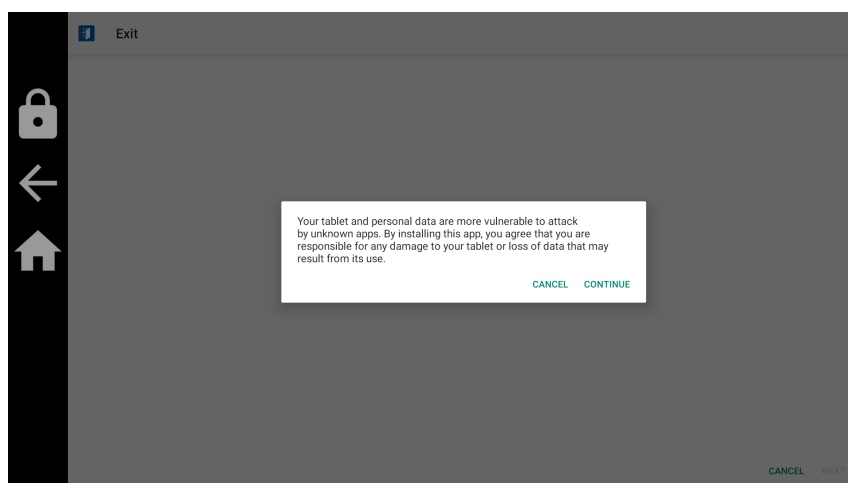 Exit
Your tablet and personal data are more vulnerable to attack
by unknown apps. By installing this app, you agree that you are
responsible for any damage to your tablet or loss of data that may
result from its use.
CANCEL CONTINUE
CANCEL NEXT